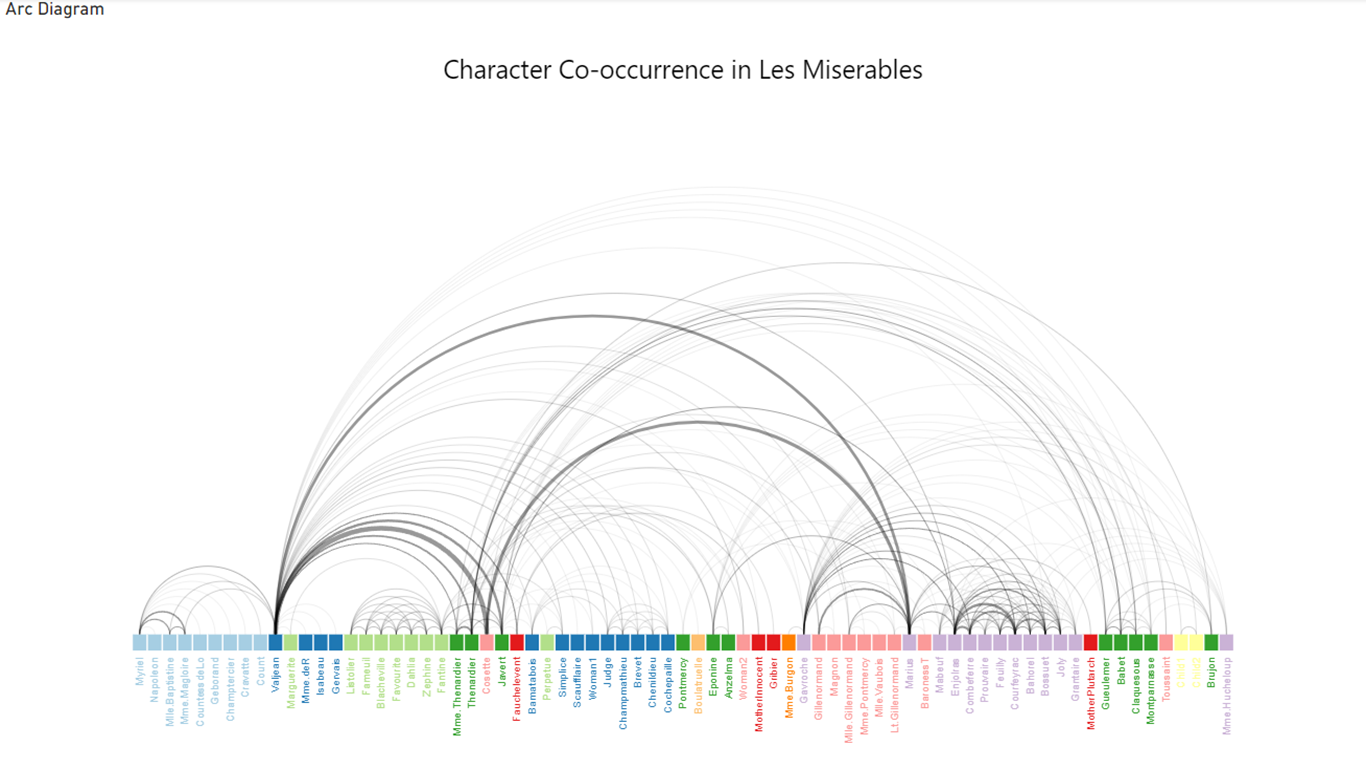 Arc Diagram
Character Co-occurrence in Les Miserables
Myriel
Napoleon
Mlle.Baptistine
Mme.Magloire
CountessdeLo
Geborand
Champtercier
Cravatte
Count
Valjean
Marguerite
Mme.deR
Isabeau
Gervais
Listolier
Fameuil
Blacheville
Favourite
Dahlia
Zephine
Fantine
Mme.Thenardier
Thenardier
Cosette
Javert
Fauchelevent
Bamatabois
Perpetue
Simplice
Scaufflaire
Woman1
Judge
Champmathieu
Brevet
Chenildieu
Cochepaille
Pontmercy
Boulatruelle
Eponine
Anzelma
Woman2
MotherInnocent
Gribier
Mme.Burgon
Gavroche
Gillenormand
Magnon
Mlle.Gillenormand
Mme.Pontmercy
Mlle.Vaubois
Lt.Gillenormand
Marius
BaronessT
Mabeuf
Enjolras
Combeferre
Prouvaire
Feuilly
Courfeyrac
Bahorel
Bossuet
Joly
Grantaire
MotherPlutarch
Gueulemer
Babet
Claquesous
Montparnasse
Toussaint
Child1
Child2
Brujon
Mme.Hucheloup